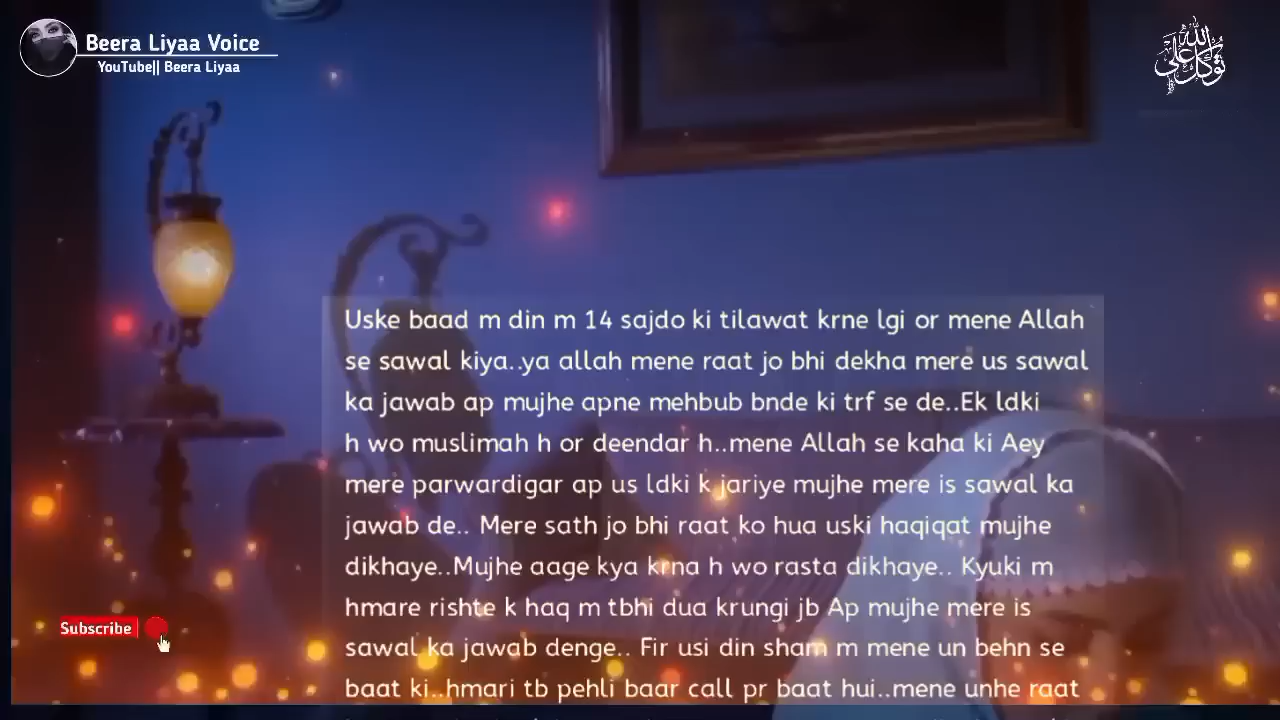 Beera Liyaa Voice
YouTube|| Beera Liyaa
توكل على الله
Uske baad m din m 14 sajdo ki tilawat krne lgi or mene Allah
se sawal kiya..ya allah mene raat jo bhi dekha mere us sawal
ka jawab ap mujhe apne mehbub bnde ki trf se de..Ek ldki
h wo muslimah h or deendar h..mene Allah se kaha ki Aey
mere parwardigar ap us ldki k jariye mujhe mere is sawal ka
jawab de.. Mere sath jo bhi raat ko hua uski haqiqat mujhe
dikhaye..Mujhe aage kya krna h wo rasta dikhaye.. Kyuki m
hmare rishte k haq m tbhi dua krungi jb Ap mujhe mere is
sawal ka jawab denge.. Fir usi din sham m mene un behn se
baat ki..hmari tb pehli baar call pr baat hui..mene unhe raat
Subscribe